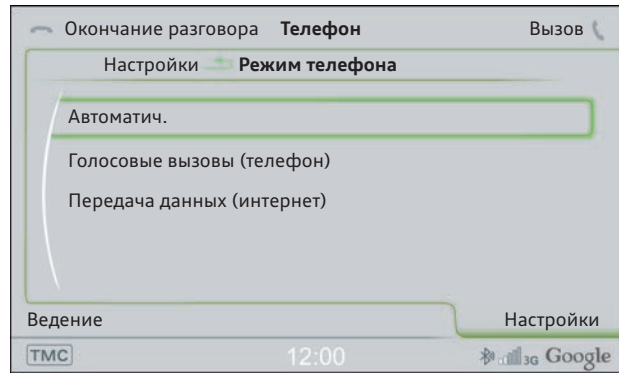 Окончание разговора Телефон Вызов
Настройки Режим телефона
Автоматич.
Голосовые вызовы (телефон)
Передача данных (интернет)
Ведение Настройки
TMC 12:00 3G Google